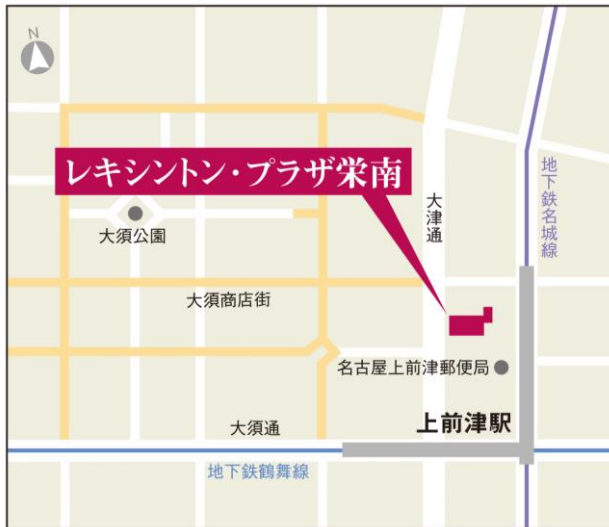 N
レキシントン・プラザ栄南
大津通
地下鉄名城線
大須公園
大須商店街
名古屋上前津郵便局
上前津駅
大須通
地下鉄鶴舞線